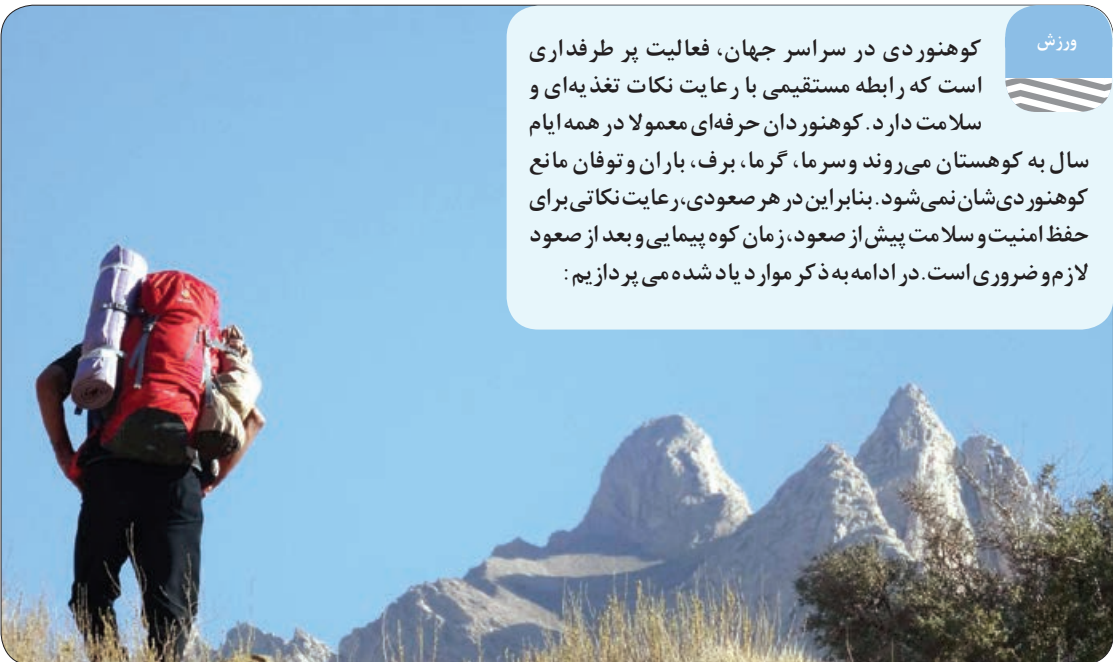 ورزش
کوهنوردی در سراسر جهان، فعالیت پر طرفداری
است که رابطه مستقیمی با رعایت نکات تغذیه‌ای و
سلامت دارد. کوهنوردان حرفه‌ای معمولا در همه ایام
سال به کوهستان می‌روند وسرما، گرما، برف، باران وتوفان مانع
کوهنوردی‌شان نمی‌شود. بنابراین در هر صعودی، رعایت نکاتی برای
حفظ امنیت و سلامت پیش از صعود، زمان کوه پیمایی و بعد از صعود
لازم و ضروری است. در ادامه به ذکر موارد یاد شده می پردازیم :